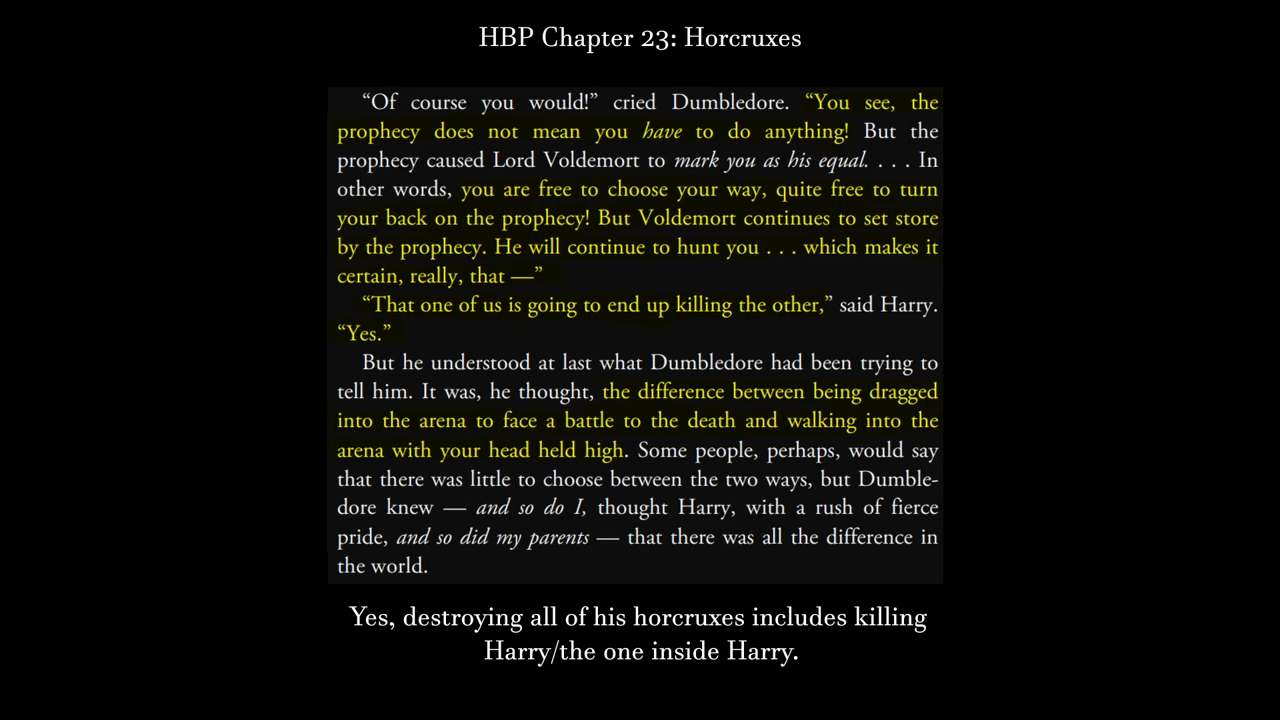 HBP Chapter 23: Horcruxes
“Of course you would!” cried Dumbledore. “You see, the
prophecy does not mean you have to do anything! But the
prophecy caused Lord Voldemort to mark you as his equal. . . . In
other words, you are free to choose your way, quite free to turn
your back on the prophecy! But Voldemort continues to set store
by the prophecy. He will continue to hunt you . . . which makes it
certain, really, that —”
“That one of us is going to end up killing the other,” said Harry.
“Yes.”
But he understood at last what Dumbledore had been trying to
tell him. It was, he thought, the difference between being dragged
into the arena to face a battle to the death and walking into the
arena with your head held high. Some people, perhaps, would say
that there was little to choose between the two ways, but Dumble-
dore knew — and so do I, thought Harry, with a rush of fierce
pride, and so did my parents — that there was all the difference in
the world.
Yes, destroying all of his horcruxes includes killing
Harry/the one inside Harry.